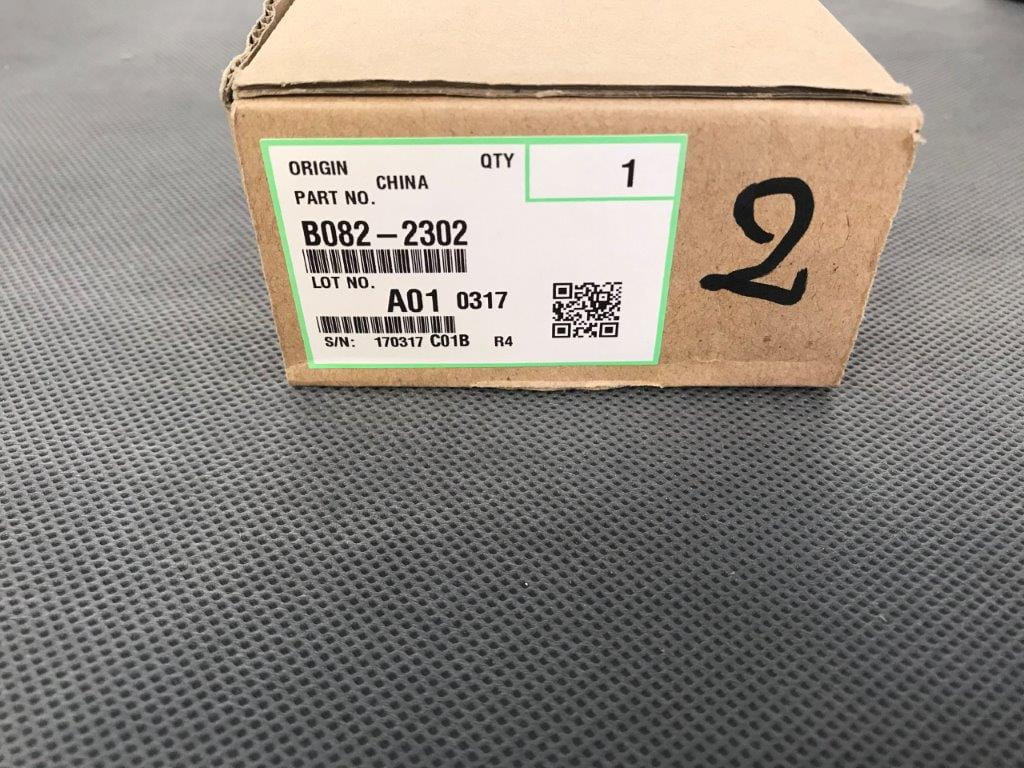 ORIGIN
CHINA
QTY
1
PART NO.
B082-2302
LOT NO.
A01 0317
S/N: 170317 C01B R4
2